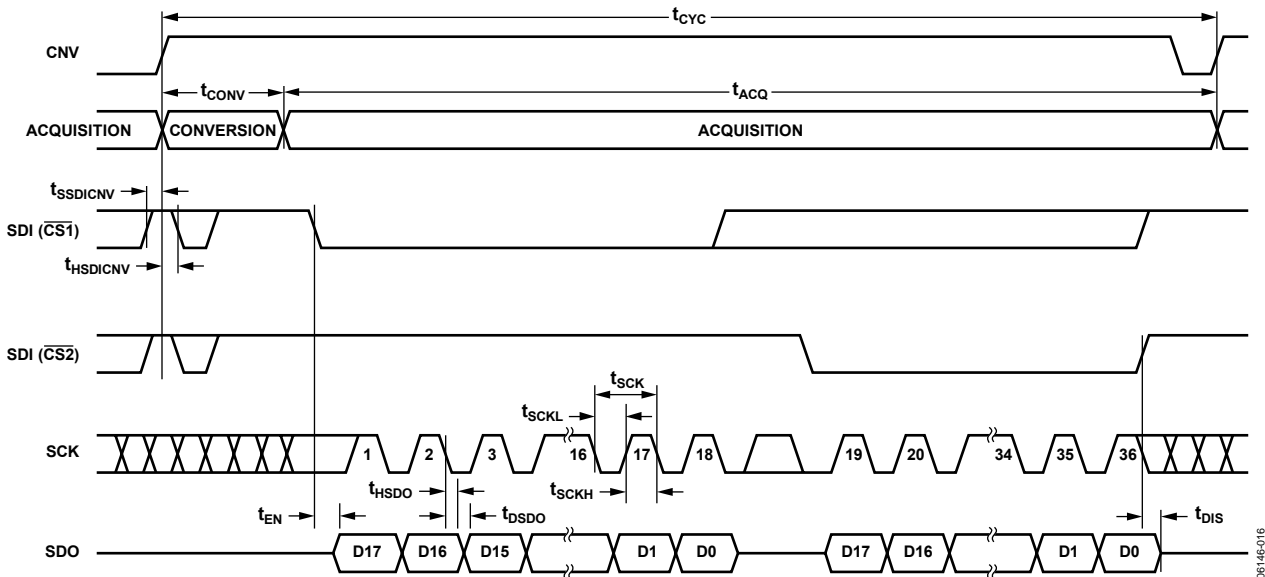 tCYC
CNV
tCONV
tACQ
ACQUISITION CONVERSION ACQUISITION
tSSDICNV
SDI (CS1)
tHSDICNV
SDI (CS2)
tSCK
tSCKL
SCK 1 2 3 16 17 18 19 20 34 35 36
tHSDO tSCKH
tEN tDSDO tDIS
SDO D17 D16 D15 D1 D0 D17 D16 D1 D0
06146-016